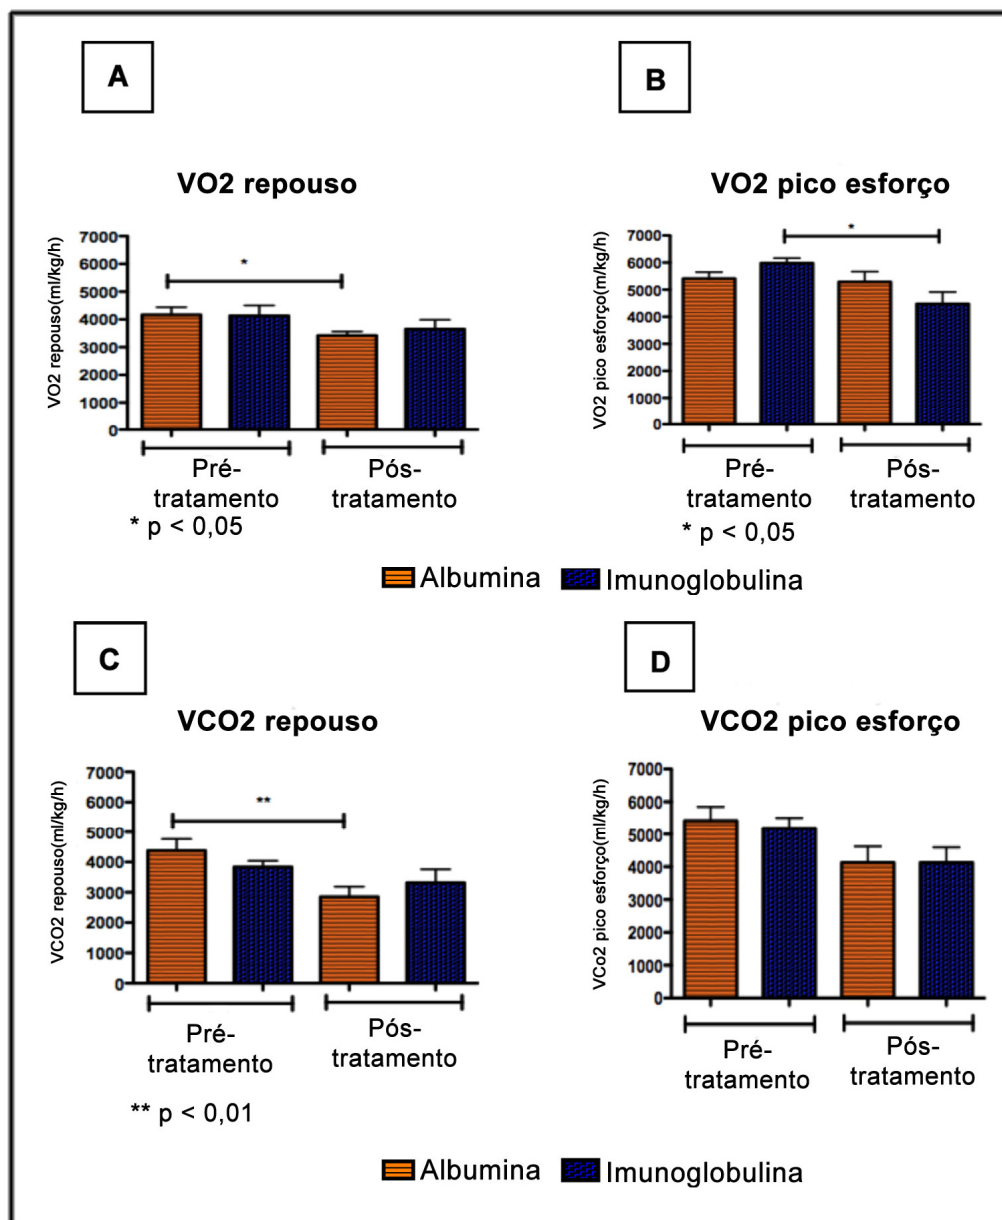 A
VO2 repouso
VO2 repouso(ml/kg/h)
7000
6000
5000
4000
3000
2000
1000
0
*
Pré-
tratamento
Pós-
tratamento
* p < 0,05
B
VO2 pico esforço
VO2 pico esforço(m/kg/h)
7000
6000
5000
4000
3000
2000
1000
0
*
Pré-
tratamento
Pós-
tratamento
* p < 0,05
Albumina Imunoglobulina
C
VCO2 repouso
VCO2 repouso(ml/kg/h)
7000
6000
5000
4000
3000
2000
1000
0
**
Pré-
tratamento
Pós-
tratamento
** p < 0,01
D
VCO2 pico esforço
VCo2 pico esforço(ml/kg/h)
7000
6000
5000
4000
3000
2000
1000
0
Pré-
tratamento
Pós-
tratamento
Albumina Imunoglobulina